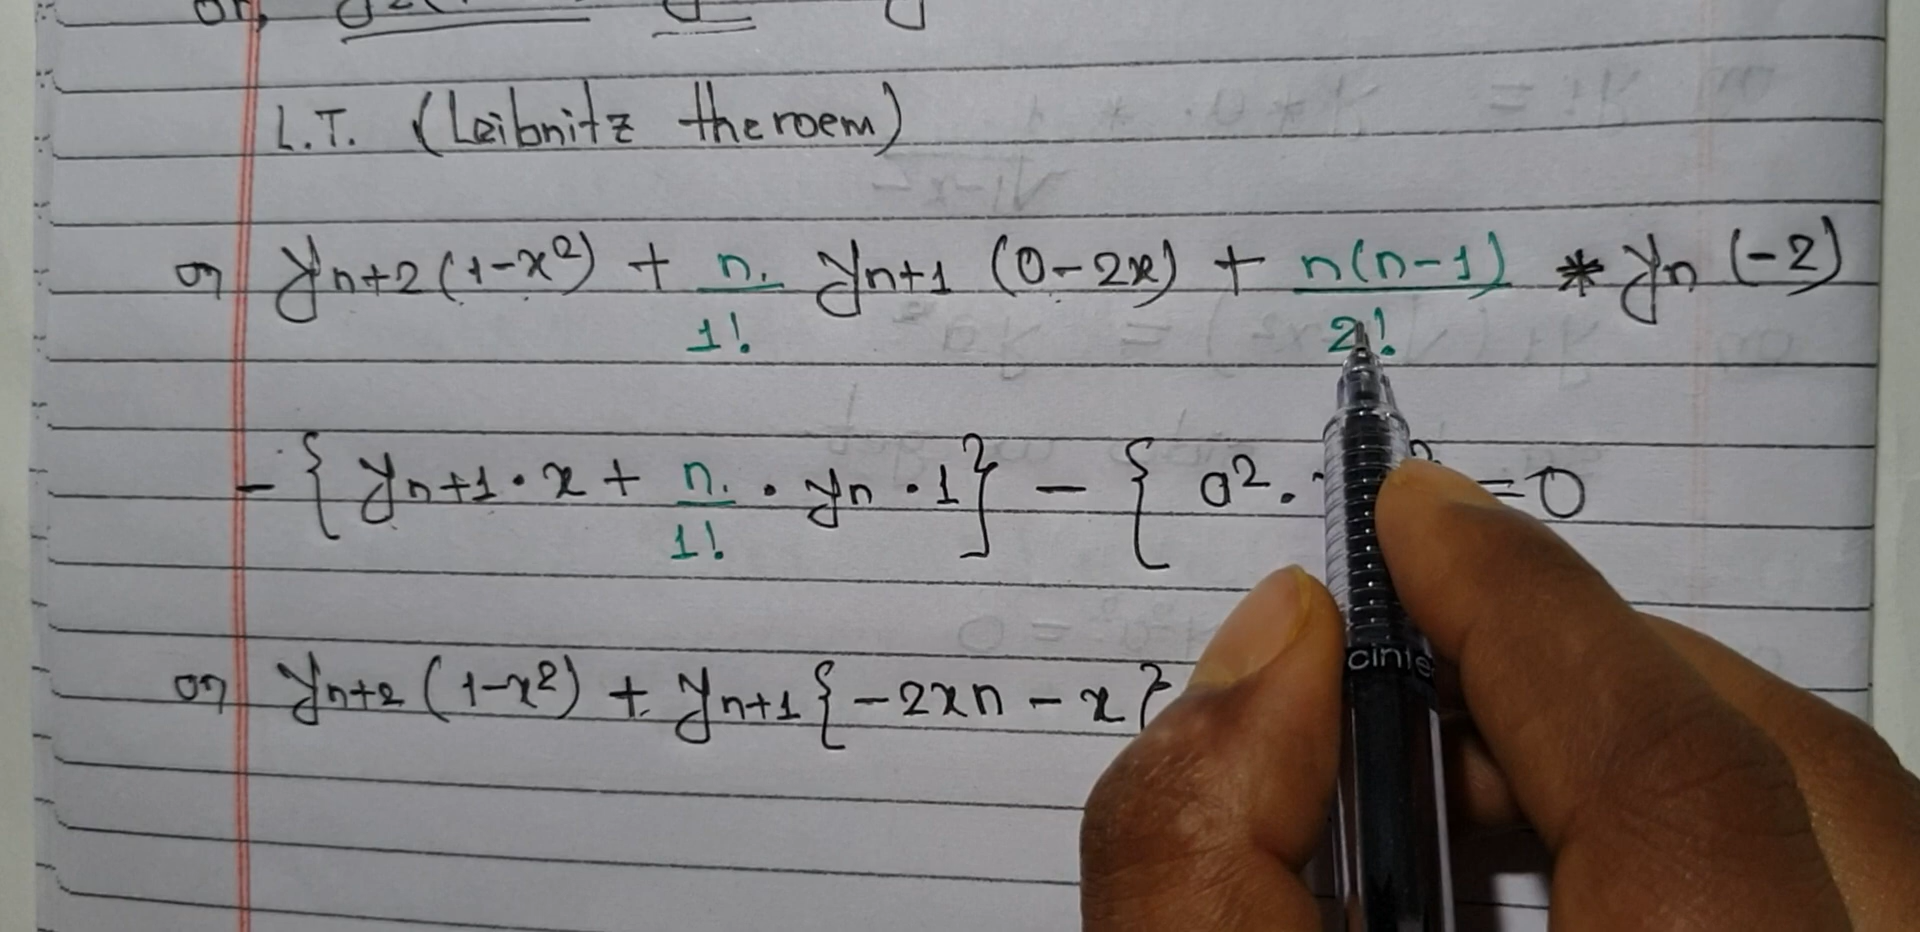 or,
L.T. (Leibnitz theroem)
or yn+2 (1-x²) + n./1! yn+1 (0-2x) + n(n-1)/2! * yn (-2)
- { yn+1 . x + n./1! . yn . 1 } - { a². = 0
or yn+2 (1-x²) + yn+1 { -2xn - x }